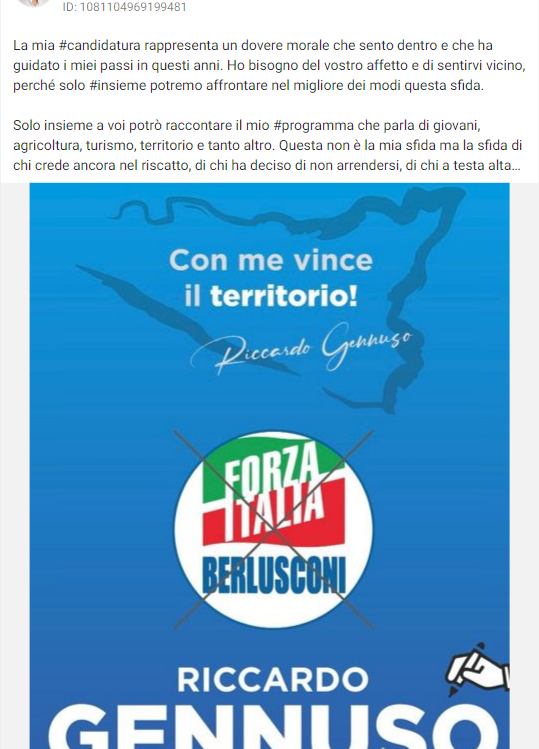 ID: 1081104969199481
La mia #candidatura rappresenta un dovere morale che sento dentro e che ha
guidato i miei passi in questi anni. Ho bisogno del vostro affetto e di sentirvi vicino,
perché solo #insieme potremo affrontare nel migliore dei modi questa sfida.
Solo insieme a voi potrò raccontare il mio #programma che parla di giovani,
agricoltura, turismo, territorio e tanto altro. Questa non è la mia sfida ma la sfida di
chi crede ancora nel riscatto, di chi ha deciso di non arrendersi, di chi a testa alta...
Con me vince
il territorio!
Riccardo Gennuso
FORZA
ITALIA
BERLUSCONI
RICCARDO
GENNUSO